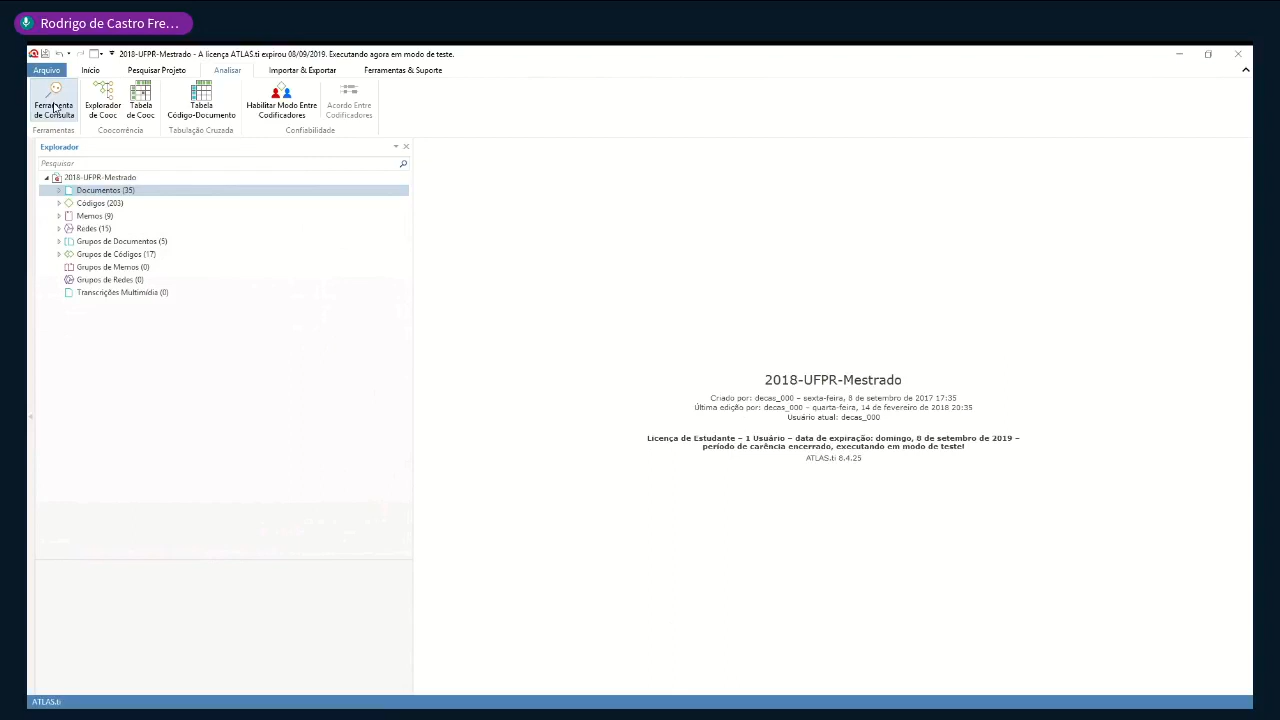 Rodrigo de Castro Fre...
2018-UFPR-Mestrado - A licença ATLAS.ti expirou 08/09/2019. Executando agora em modo de teste.
Arquivo Início Pesquisar Projeto Analisar Importar & Exportar Ferramentas & Suporte
Ferramenta de Consulta
Explorador de Cooc
Tabela de Cooc
Tabela Código-Documento
Habilitar Modo Entre Codificadores
Acordo Entre Codificadores
Ferramentas Coocorrência Tabulação Cruzada Confiabilidade
Explorador
Pesquisar
2018-UFPR-Mestrado
Documentos (35)
Códigos (203)
Memos (9)
Redes (15)
Grupos de Documentos (5)
Grupos de Códigos (17)
Grupos de Memos (0)
Grupos de Redes (0)
Transcrições Multimídia (0)
2018-UFPR-Mestrado
Criado por: decas_000 – sexta-feira, 8 de setembro de 2017 17:35
Última edição por: decas_000 – quarta-feira, 14 de fevereiro de 2018 20:35
Usuário atual: decas_000
Licença de Estudante – 1 Usuário – data de expiração: domingo, 8 de setembro de 2019 –
período de carência encerrado, executando em modo de teste!
ATLAS.ti 8.4.25
ATLAS.ti